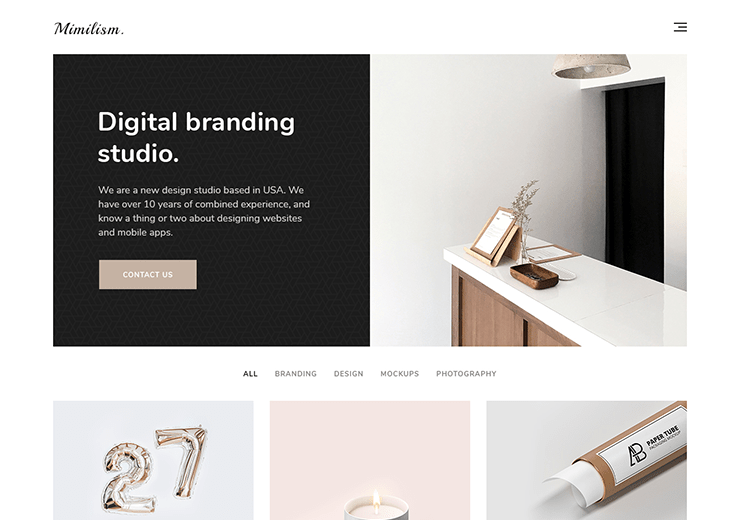 Mimilism.
Digital branding
studio.
We are a new design studio based in USA. We
have over 10 years of combined experience, and
know a thing or two about designing websites
and mobile apps.
CONTACT US
ALL BRANDING DESIGN MOCKUPS PHOTOGRAPHY
27
PAPER TUBE
PACKAGING MOCKUP